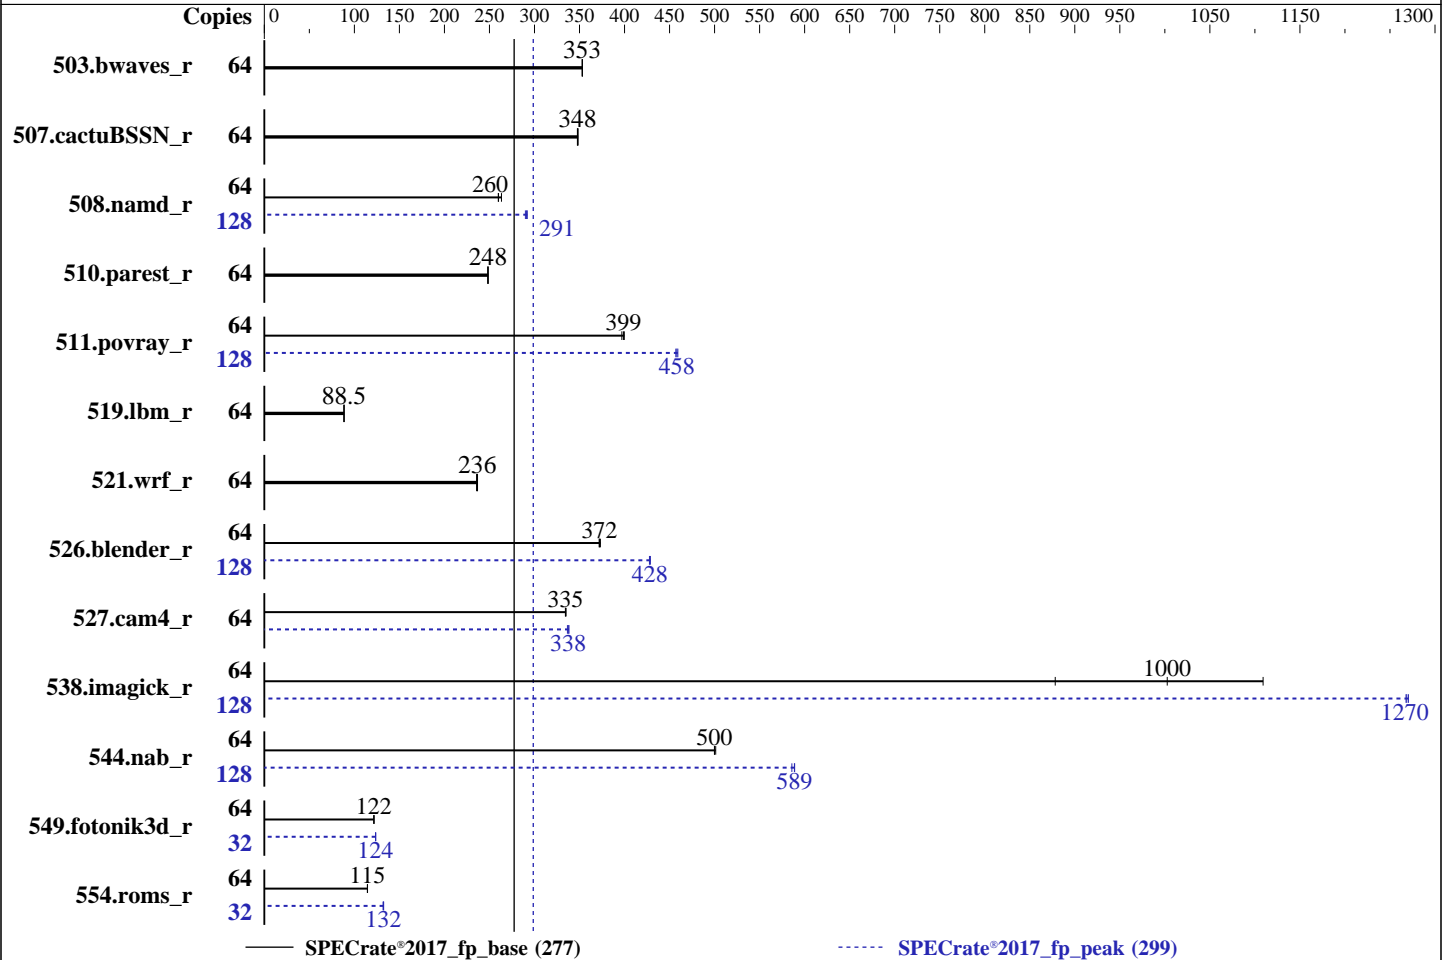 Copies 0 100 150 200 250 300 350 400 450 500 550 600 650 700 750 800 850 900 950 1050 1150 1300
353
503.bwaves_r 64
348
507.cactuBSSN_r 64
64 260
508.namd_r
128 291
248
510.parest_r 64
64 399
511.povray_r
128 458
88.5
519.lbm_r 64
236
521.wrf_r 64
64 372
526.blender_r
128 428
335
527.cam4_r 64
338
64 1000
538.imagick_r
128 1270
64 500
544.nab_r
128 589
64 122
549.fotonik3d_r
32 124
64 115
554.roms_r
32 132
SPECrate®2017_fp_base (277) SPECrate®2017_fp_peak (299)